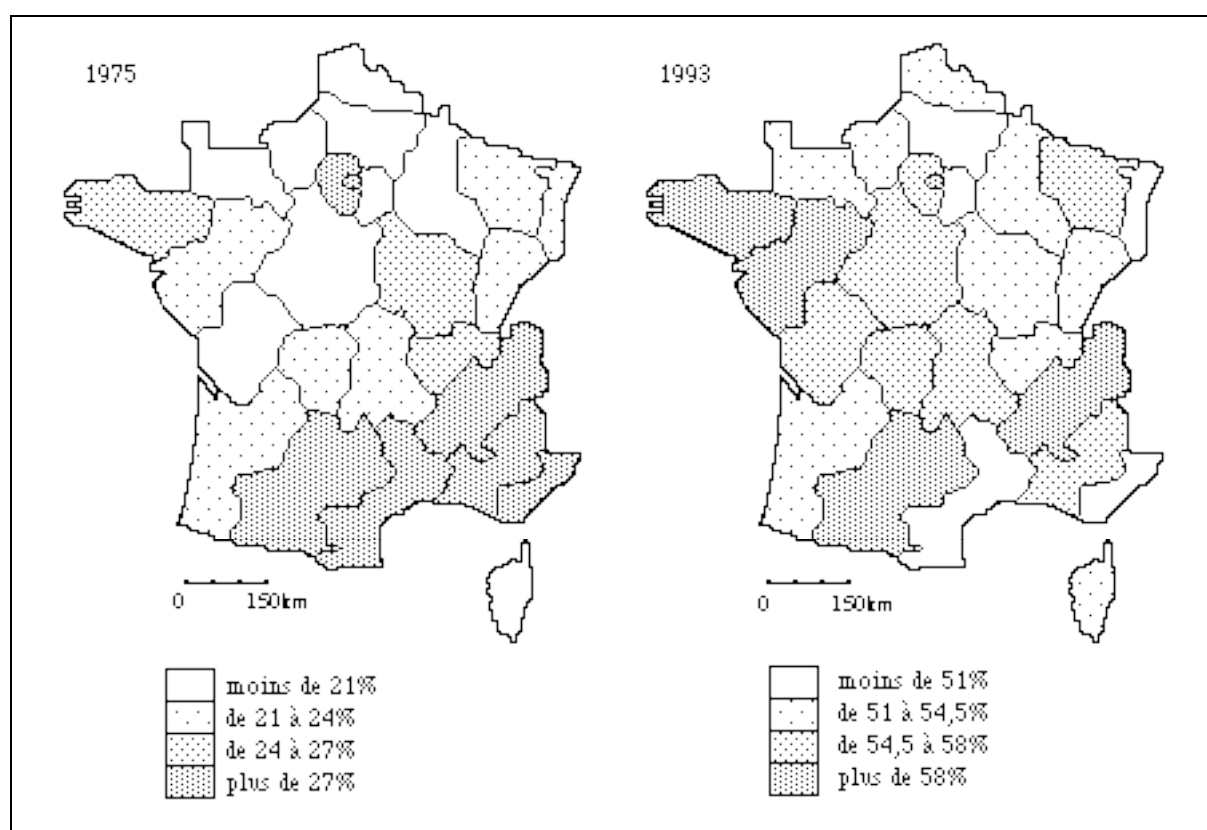 1975
1993
0 150km
0 150km
moins de 21%
de 21 à 24%
de 24 à 27%
plus de 27%
moins de 51%
de 51 à 54,5%
de 54,5 à 58%
plus de 58%